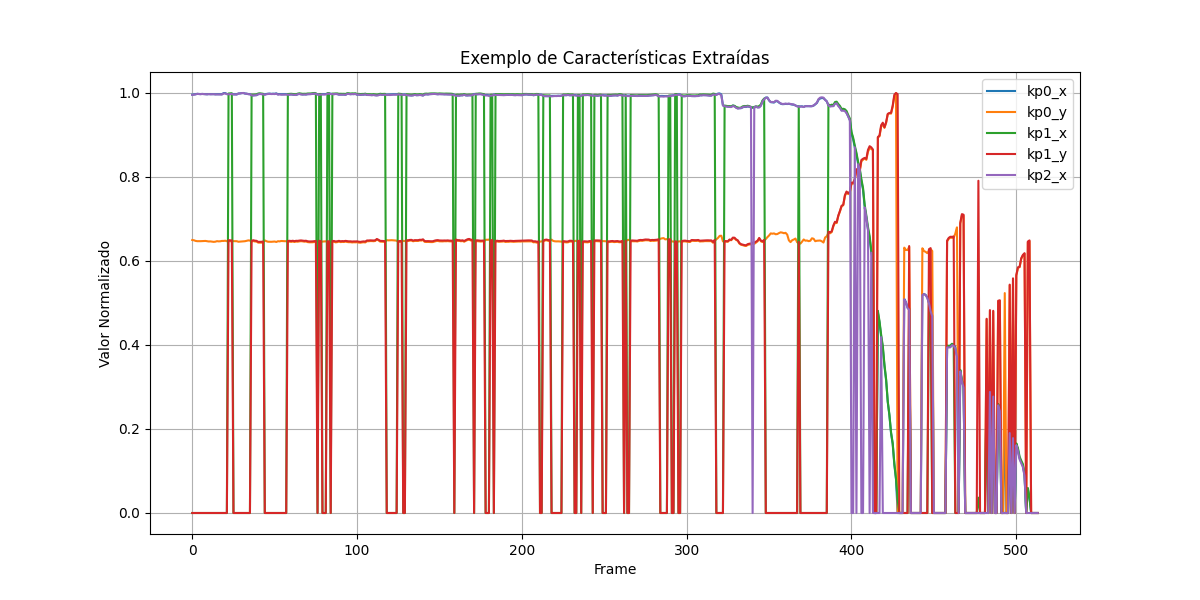 Exemplo de Características Extraídas
Valor Normalizado
1.0
0.8
0.6
0.4
0.2
0.0
kp0_x
kp0_y
kp1_x
kp1_y
kp2_x
0 100 200 300 400 500
Frame